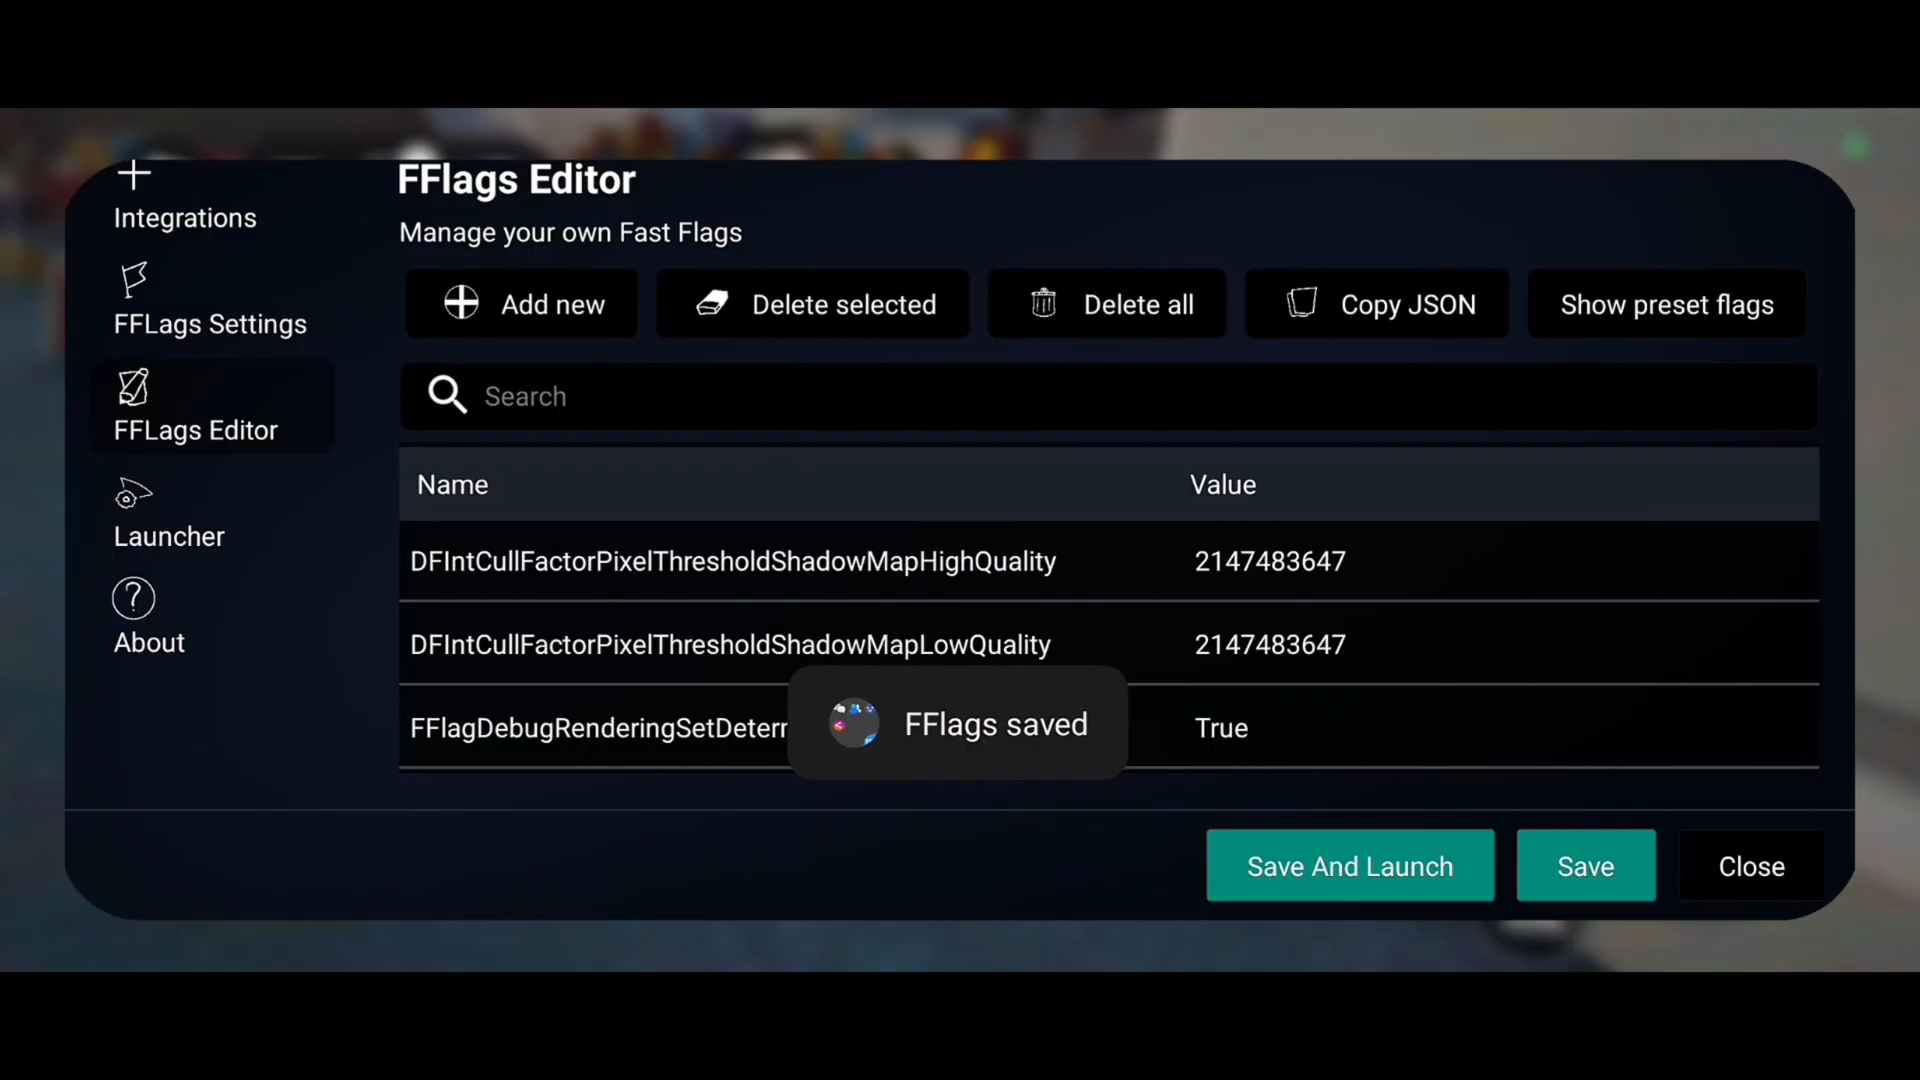 Integrations
FFLags Settings
FFLags Editor
Launcher
About
FFlags Editor
Manage your own Fast Flags
Add new
Delete selected
Delete all
Copy JSON
Show preset flags
Search
Name Value
DFIntCullFactorPixelThresholdShadowMapHighQuality 2147483647
DFIntCullFactorPixelThresholdShadowMapLowQuality 2147483647
FFlagDebugRenderingSetDeter True
FFlags saved
Save And Launch
Save
Close